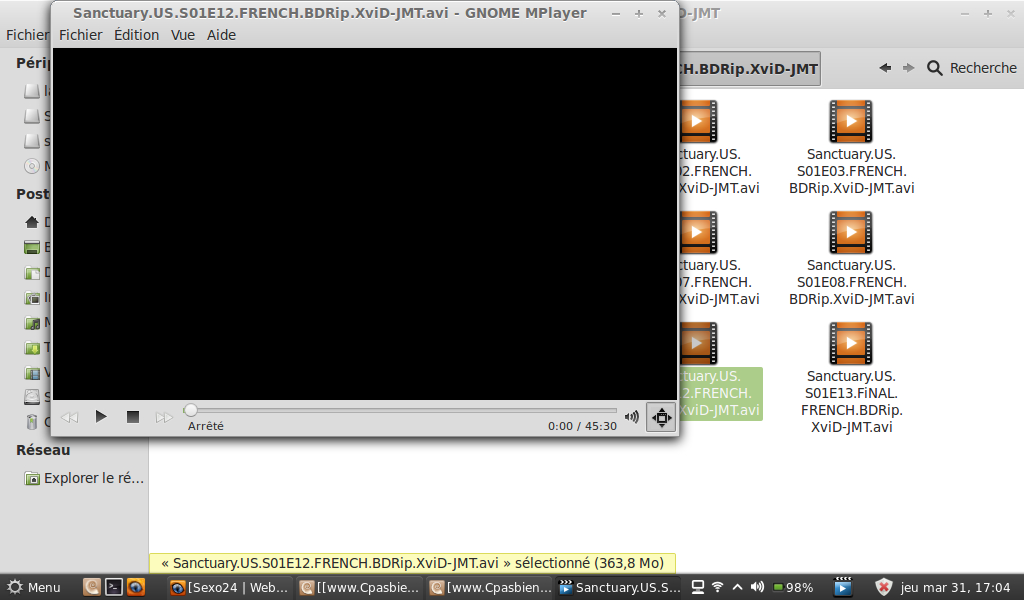 Sanctuary.US.S01E12.FRENCH.BDRip.XviD-JMT.avi - GNOME MPlayer
D-JMT
Fichier
Fichier Édition Vue Aide
CH.BDRip.XviD-JMT
Recherche
Péri
Post
Réseau
Explorer le ré...
ctuary.US.
02.FRENCH.
XviD-JMT.avi
Sanctuary.US.
S01E03.FRENCH.
BDRip.XviD-JMT.avi
ctuary.US.
07.FRENCH.
XviD-JMT.avi
Sanctuary.US.
S01E08.FRENCH.
BDRip.XviD-JMT.avi
ctuary.US.
2.FRENCH.
XviD-JMT.avi
Sanctuary.US.
S01E13.FiNAL.
FRENCH.BDRip.
XviD-JMT.avi
Arrêté
0:00 / 45:30
« Sanctuary.US.S01E12.FRENCH.BDRip.XviD-JMT.avi » sélectionné (363,8 Mo)
Menu
[Sexo24 | Web...
[[www.Cpasbie...
[www.Cpasbien...
Sanctuary.US.S...
98%
jeu mar 31, 17:04